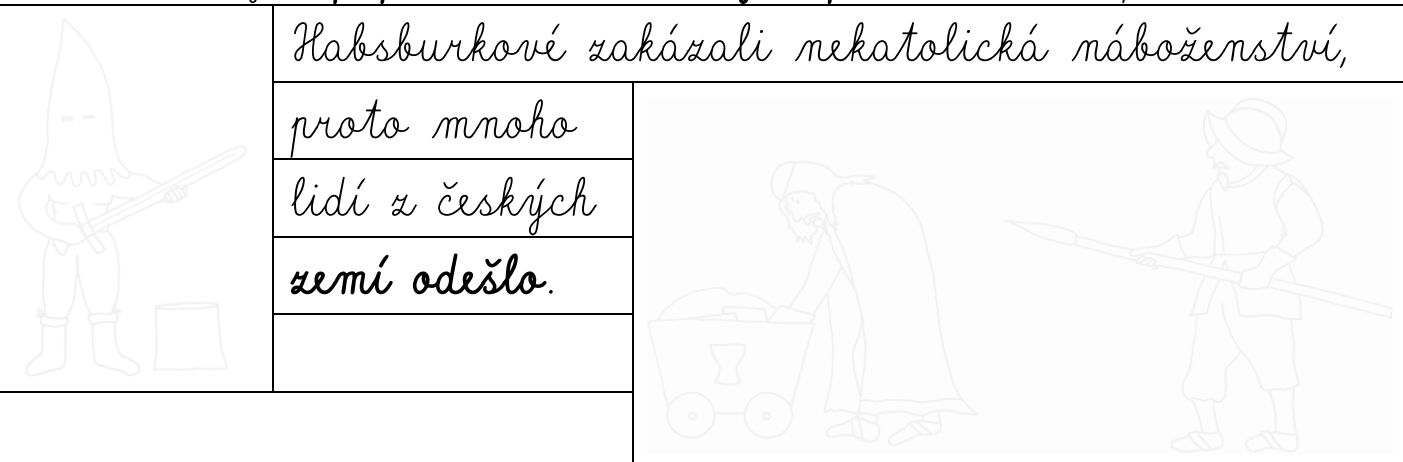 Habsburkové zakázali nekatolická náboženství,
proto mnoho
lidí z českých
zemí odešlo.